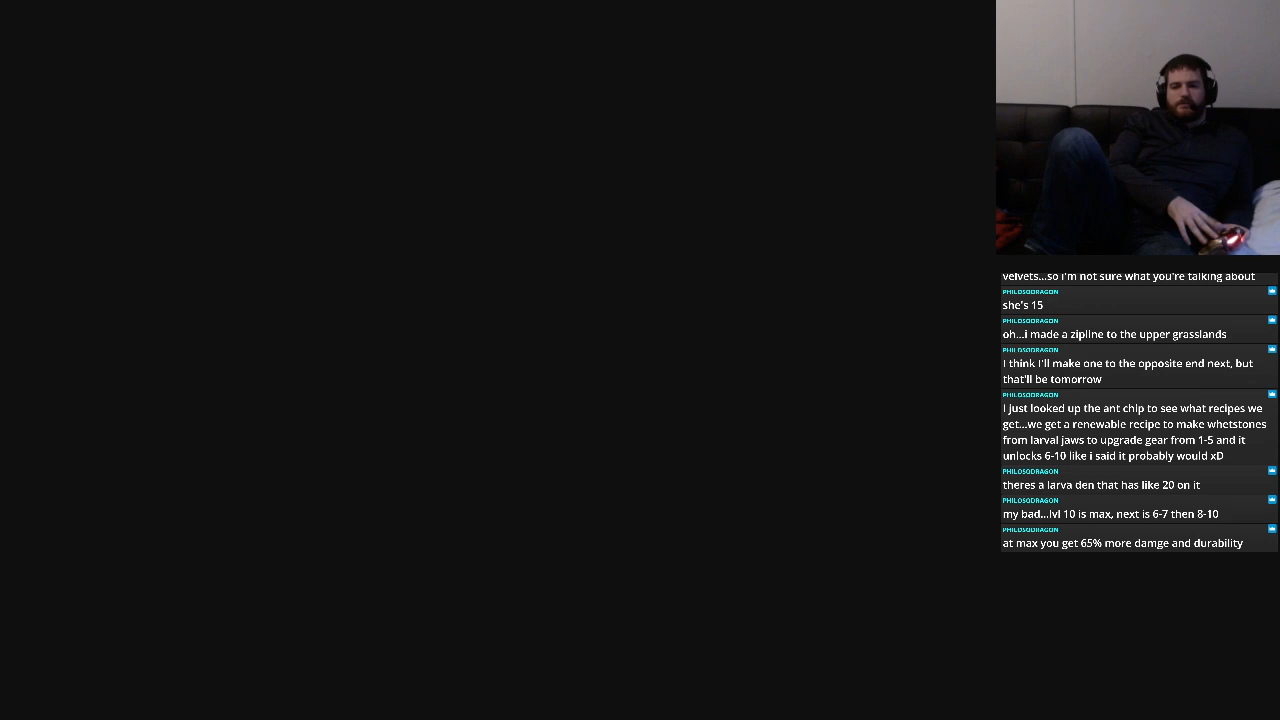 velvets...so i'm not sure what you're talking about
PHILOSODRAGON
she's 15
PHILOSODRAGON
oh...i made a zipline to the upper grasslands
PHILOSODRAGON
I think I'll make one to the opposite end next, but
that'll be tomorrow
PHILOSODRAGON
I just looked up the ant chip to see what recipes we
get...we get a renewable recipe to make whetstones
from larval jaws to upgrade gear from 1-5 and it
unlocks 6-10 like i said it probably would xD
PHILOSODRAGON
theres a larva den that has like 20 on it
PHILOSODRAGON
my bad...lvl 10 is max, next is 6-7 then 8-10
PHILOSODRAGON
at max you get 65% more damge and durability